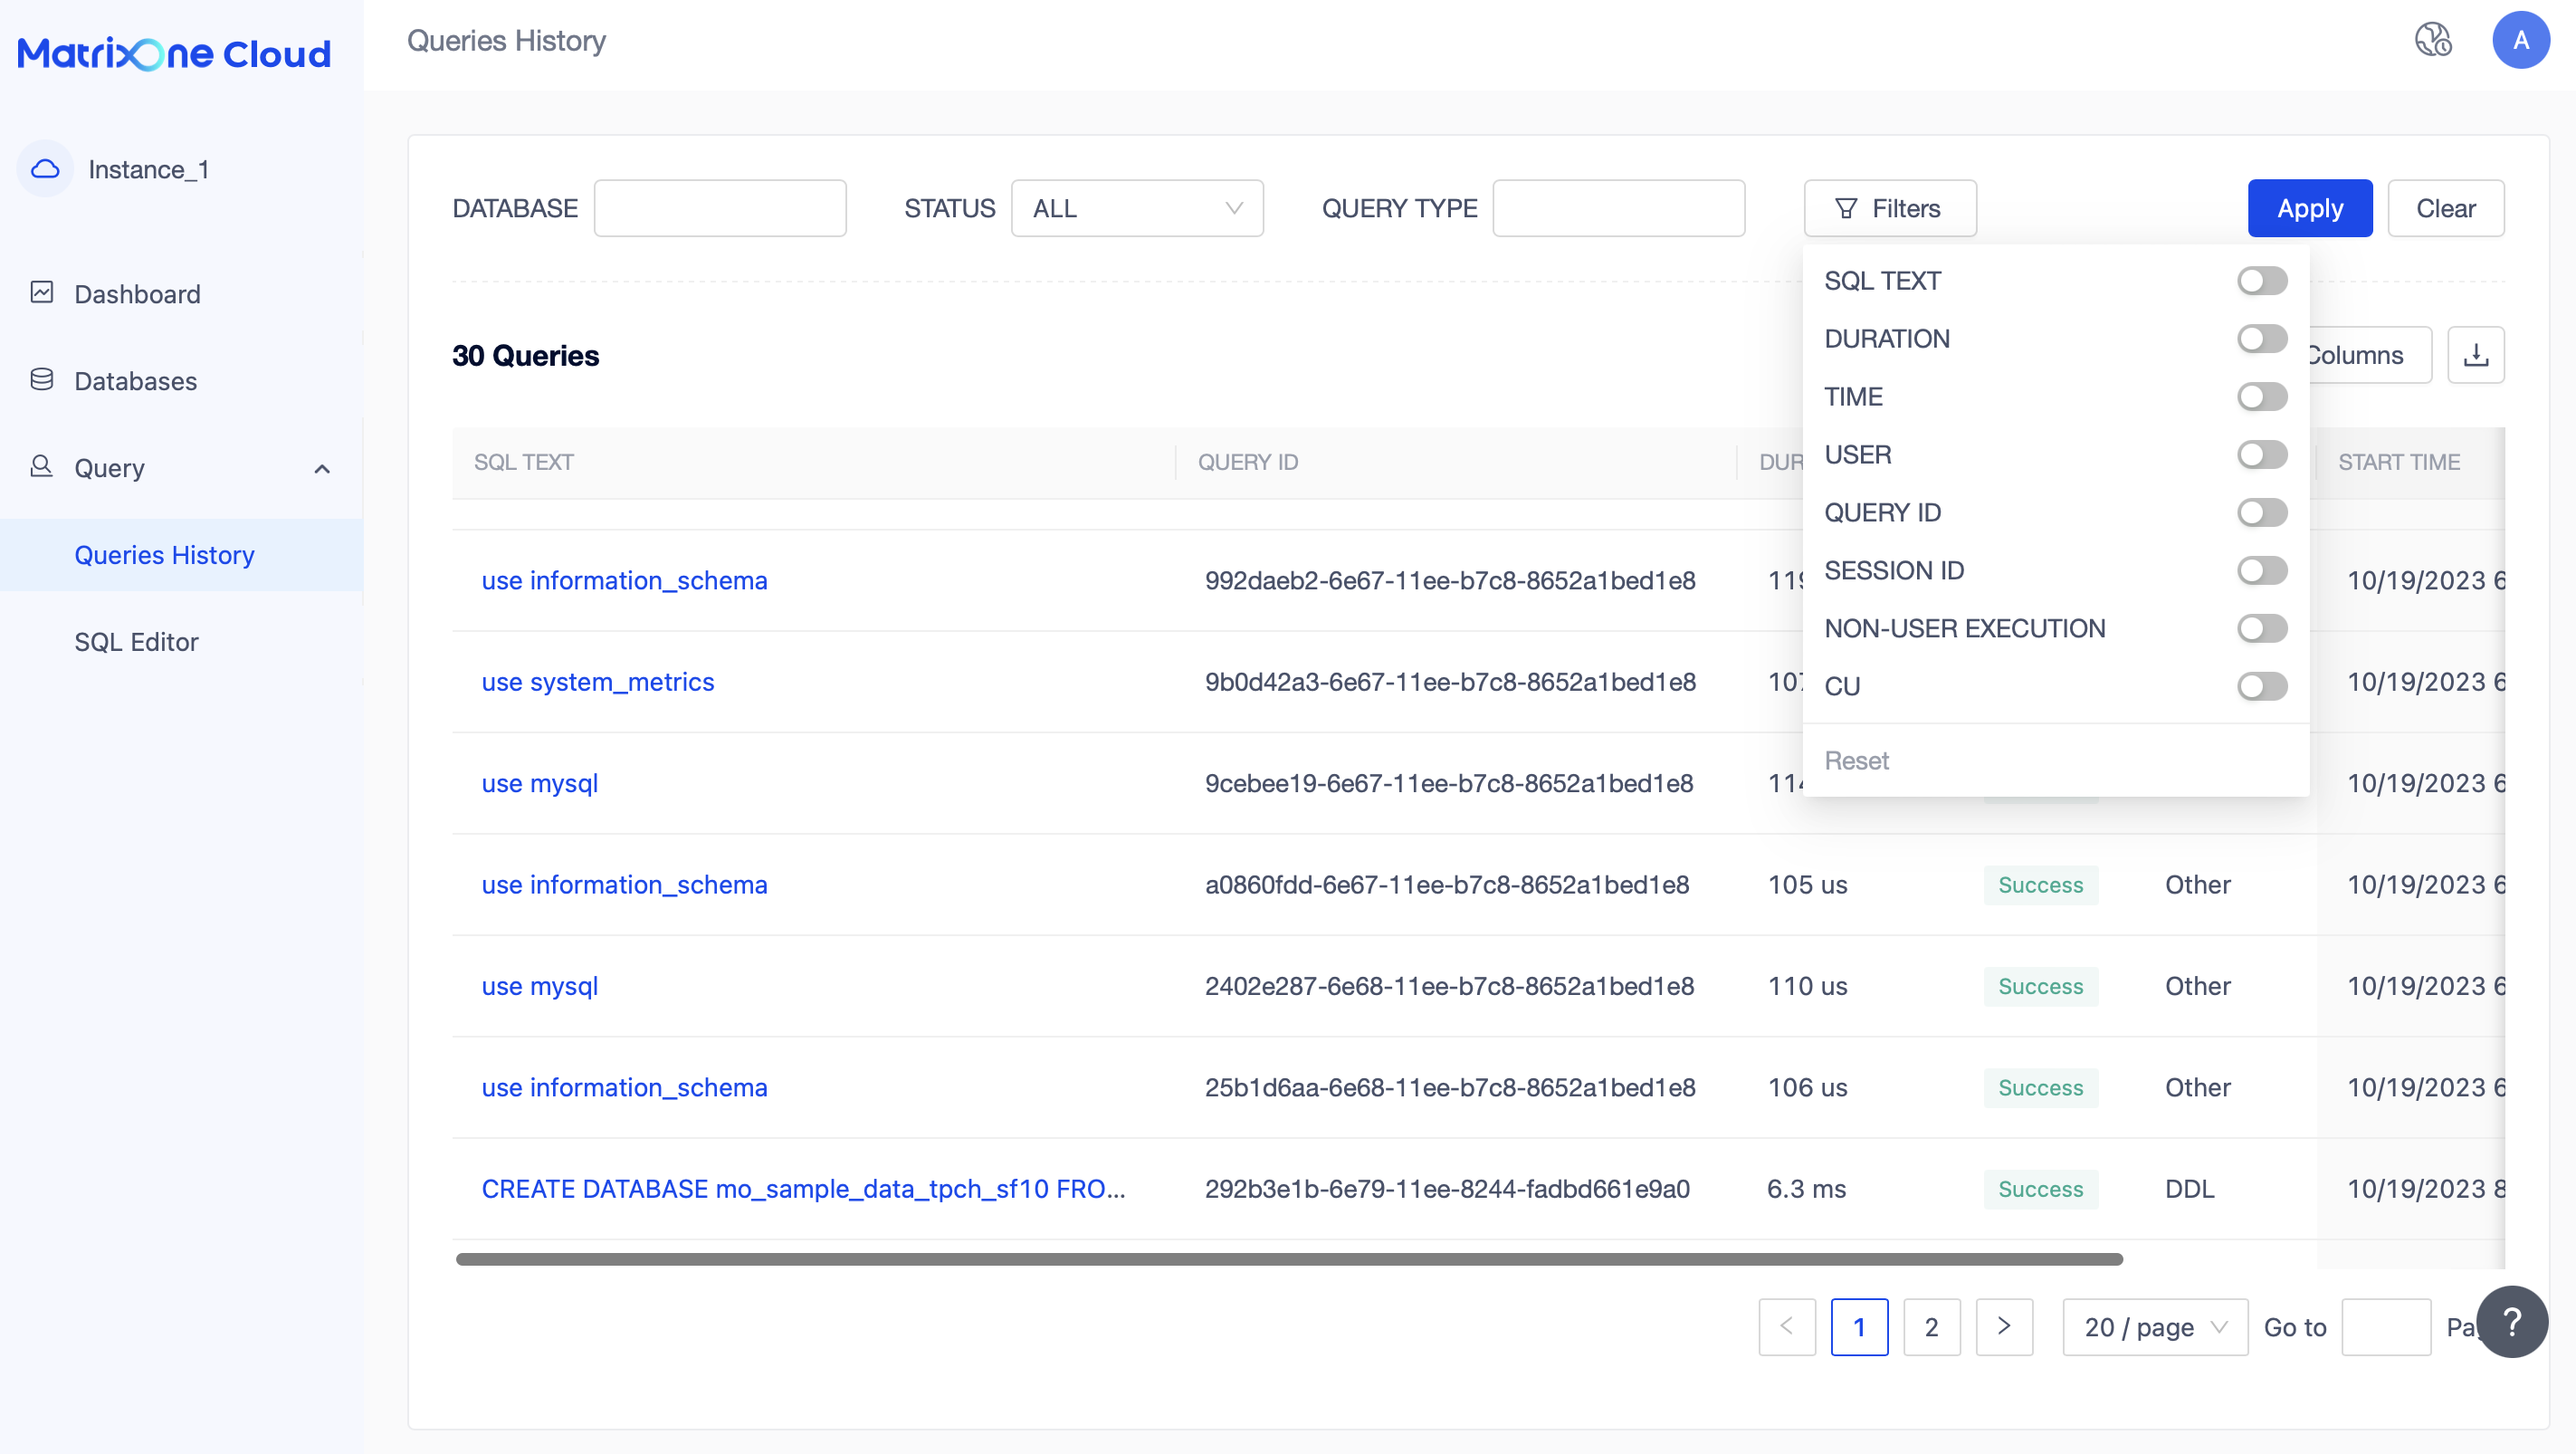 MatrixOne Cloud
Queries History
A
Instance_1
Dashboard
Databases
Query
Queries History
SQL Editor
DATABASE
STATUS ALL
QUERY TYPE
Filters
Apply
Clear
SQL TEXT
DURATION
TIME
USER
QUERY ID
SESSION ID
NON-USER EXECUTION
CU
Reset
30 Queries
Columns
SQL TEXT QUERY ID DUR START TIME
use information_schema 992daeb2-6e67-11ee-b7c8-8652a1bed1e8 119 10/19/2023 6
use system_metrics 9b0d42a3-6e67-11ee-b7c8-8652a1bed1e8 107 10/19/2023 6
use mysql 9cebee19-6e67-11ee-b7c8-8652a1bed1e8 114 10/19/2023 6
use information_schema a0860fdd-6e67-11ee-b7c8-8652a1bed1e8 105 us Success Other 10/19/2023 6
use mysql 2402e287-6e68-11ee-b7c8-8652a1bed1e8 110 us Success Other 10/19/2023 6
use information_schema 25b1d6aa-6e68-11ee-b7c8-8652a1bed1e8 106 us Success Other 10/19/2023 6
CREATE DATABASE mo_sample_data_tpch_sf10 FRO... 292b3e1b-6e79-11ee-8244-fadbd661e9a0 6.3 ms Success DDL 10/19/2023 8
< 1 2 > 20 / page Go to Pa
?